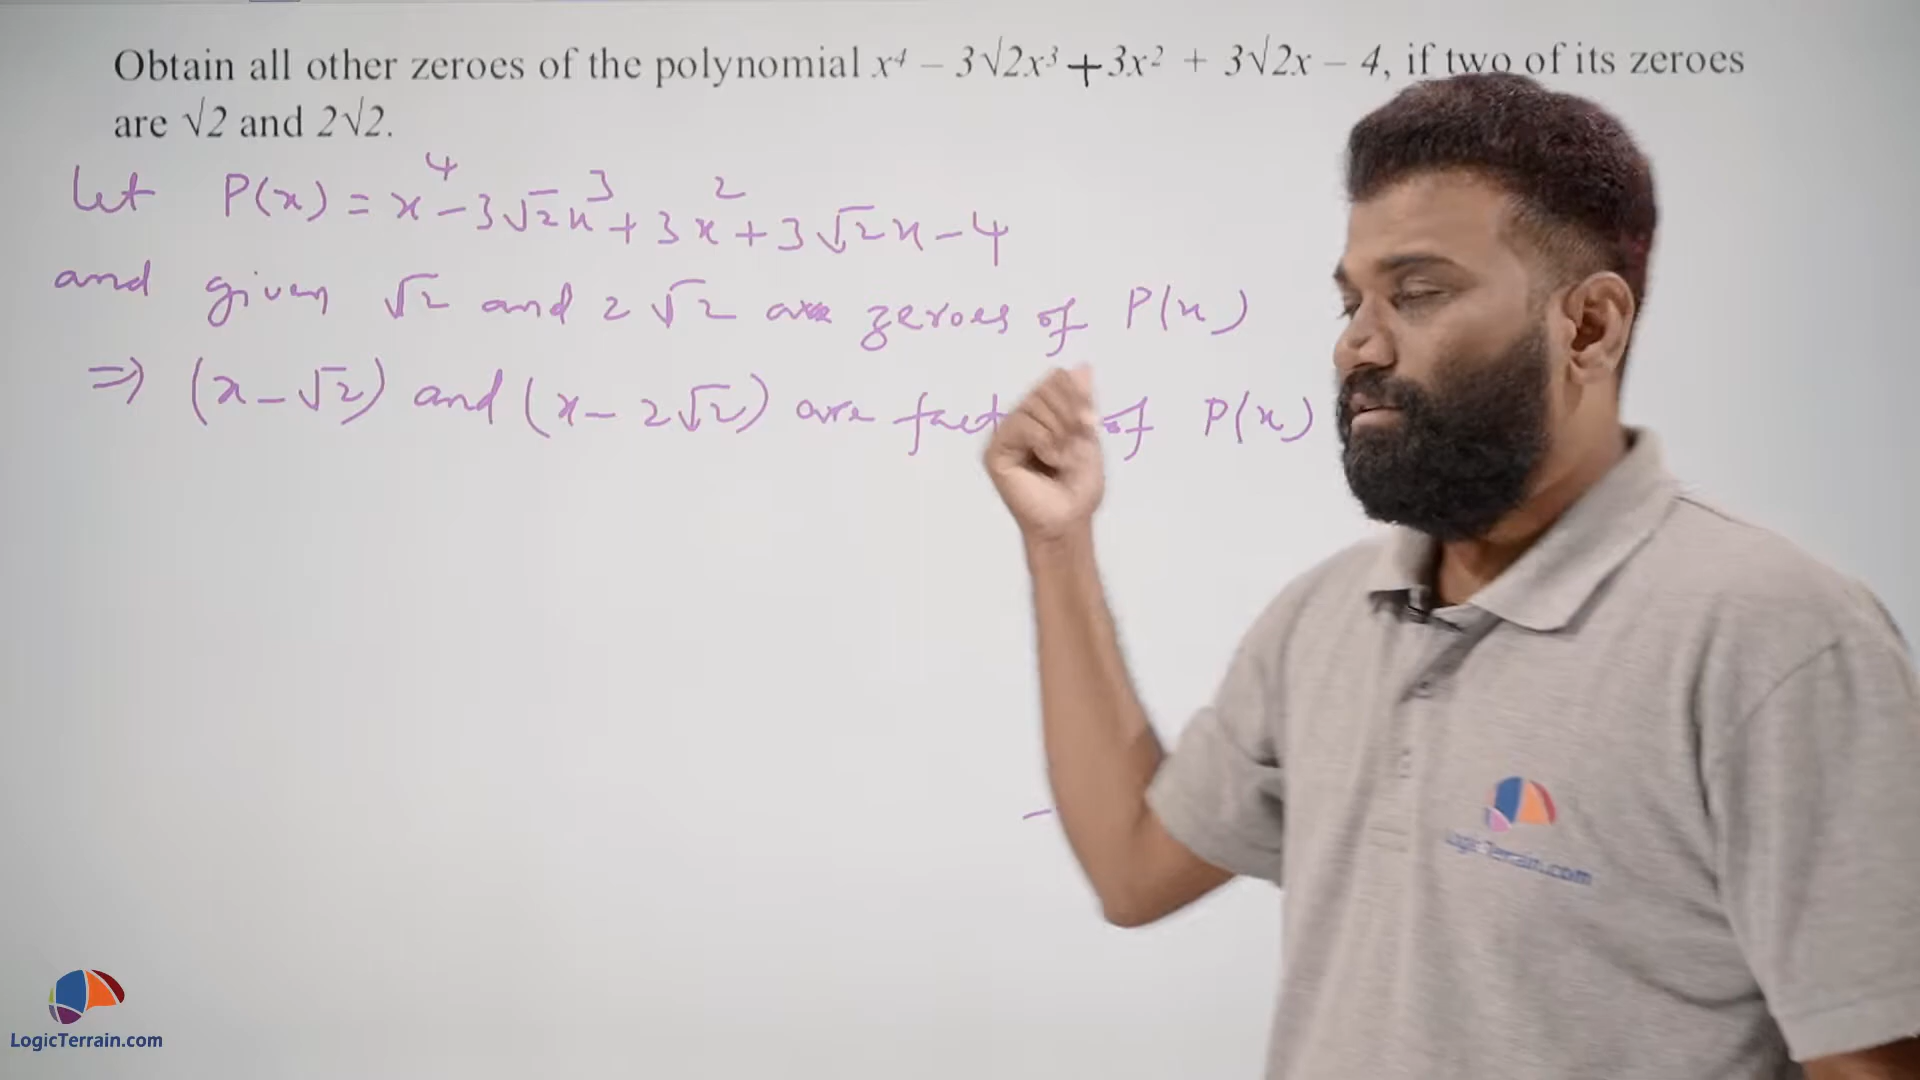 Obtain all other zeroes of the polynomial x⁴ – 3√2x³ + 3x² + 3√2x – 4, if two of its zeroes
are √2 and 2√2.
Let P(x) = x⁴ - 3√2x³ + 3x² + 3√2x - 4
and given √2 and 2√2 are zeroes of P(x)
⇒ (x - √2) and (x - 2√2) are fact of P(x)
LogicTerrain.com
LogicTerrain.com